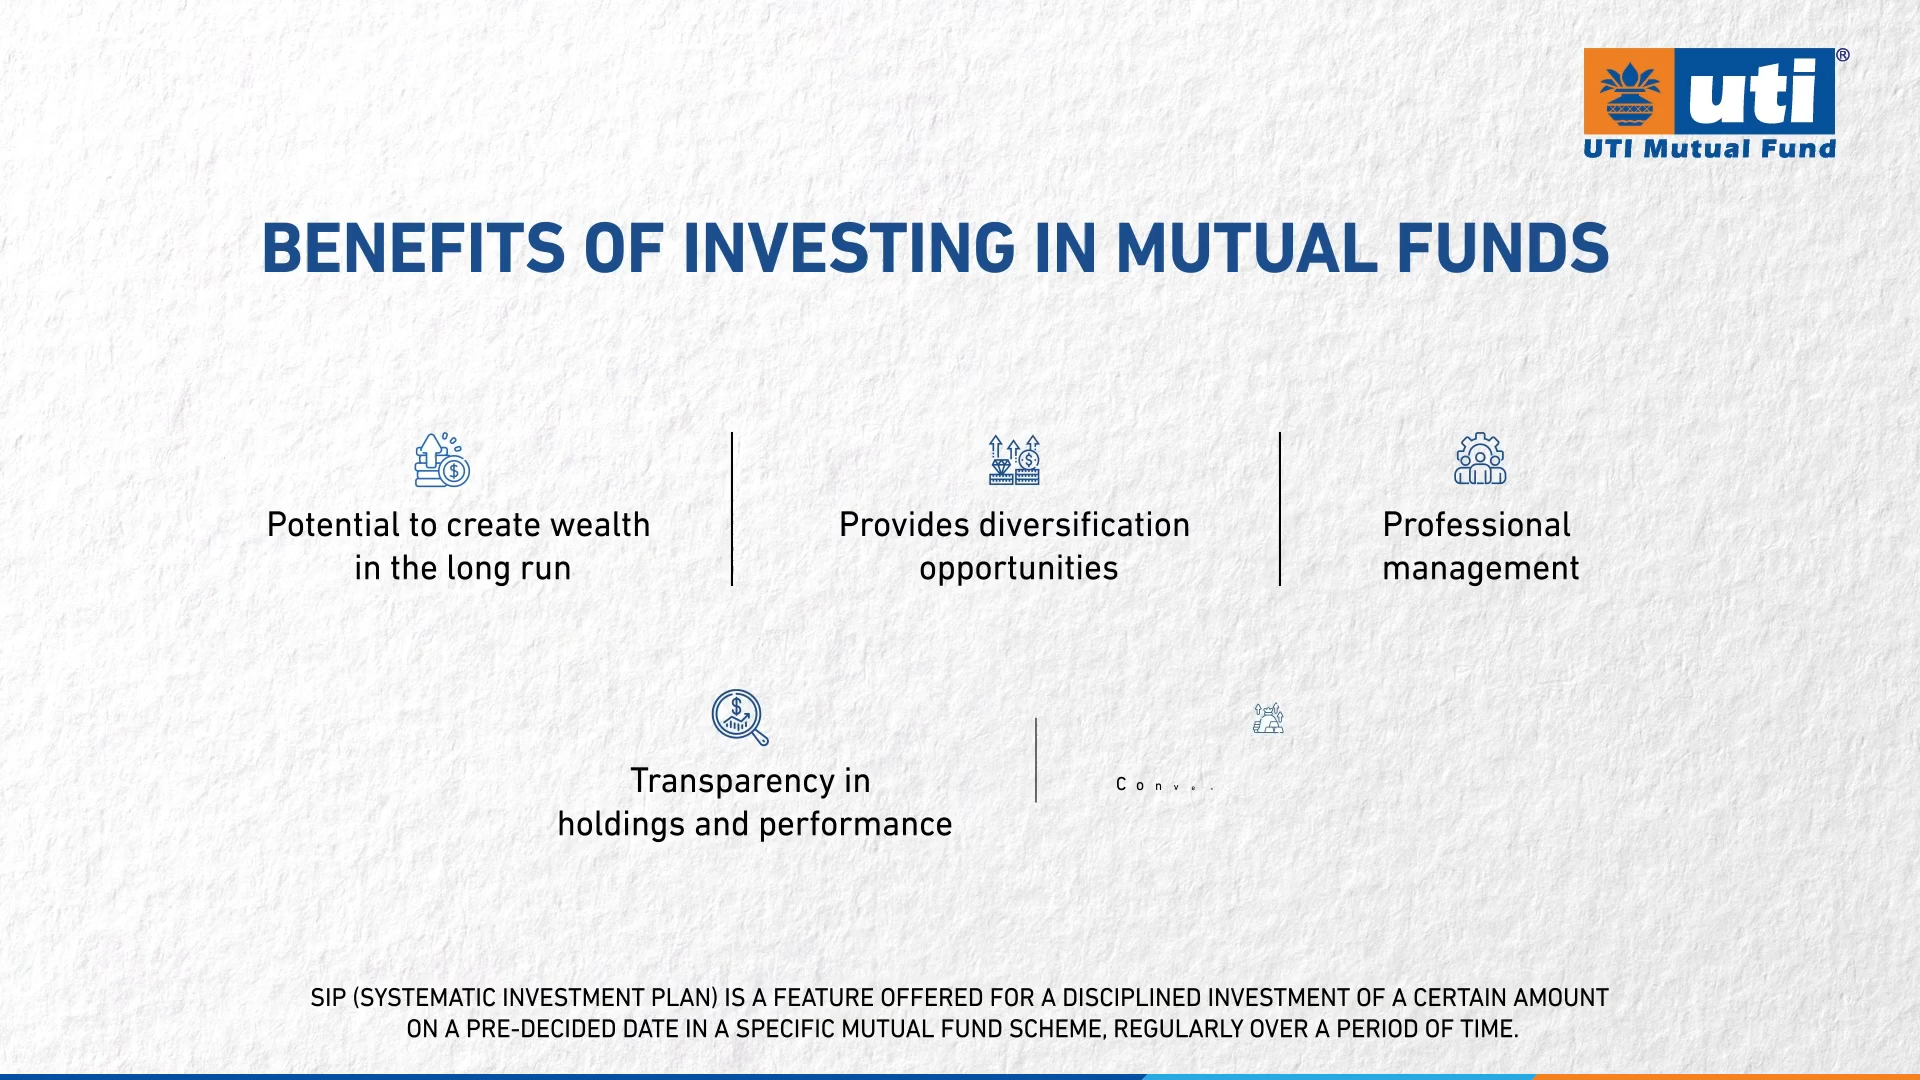 uti®
UTI Mutual Fund
BENEFITS OF INVESTING IN MUTUAL FUNDS
Potential to create wealth
in the long run
Provides diversification
opportunities
Professional
management
Transparency in
holdings and performance
Conve
SIP (SYSTEMATIC INVESTMENT PLAN) IS A FEATURE OFFERED FOR A DISCIPLINED INVESTMENT OF A CERTAIN AMOUNT
ON A PRE-DECIDED DATE IN A SPECIFIC MUTUAL FUND SCHEME, REGULARLY OVER A PERIOD OF TIME.